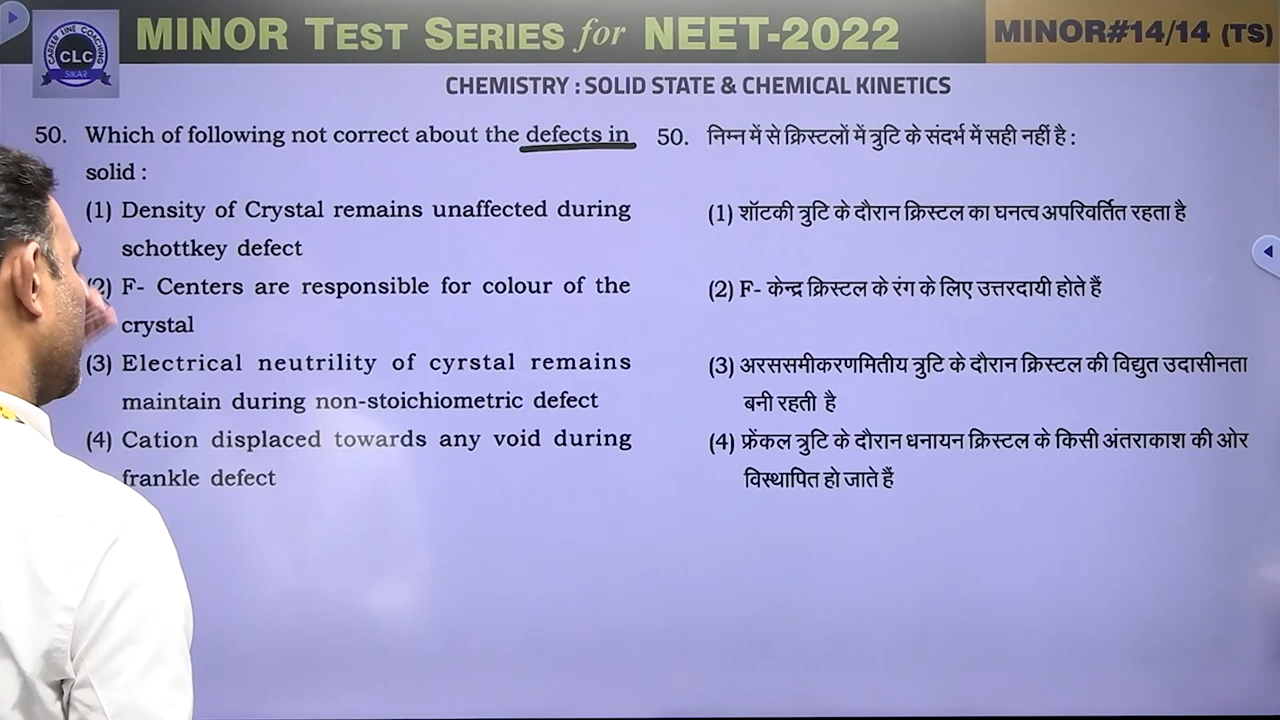 MINOR TEST SERIES for NEET-2022
MINOR#14/14 (TS)
CAREER LINE COACHING
CLC
SIKAR
CHEMISTRY : SOLID STATE & CHEMICAL KINETICS
50. Which of following not correct about the defects in
solid :
(1) Density of Crystal remains unaffected during
schottkey defect
(2) F- Centers are responsible for colour of the
crystal
(3) Electrical neutrility of cyrstal remains
maintain during non-stoichiometric defect
(4) Cation displaced towards any void during
frankle defect
50. निम्न में से क्रिस्टलों में त्रुटि के संदर्भ में सही नहीं है :
(1) शॉटकी त्रुटि के दौरान क्रिस्टल का घनत्व अपरिवर्तित रहता है
(2) F- केन्द्र क्रिस्टल के रंग के लिए उत्तरदायी होते हैं
(3) अरससमीकरणमितीय त्रुटि के दौरान क्रिस्टल की विद्युत उदासीनता
बनी रहती है
(4) फ्रेंकल त्रुटि के दौरान धनायन क्रिस्टल के किसी अंतराकाश की ओर
विस्थापित हो जाते हैं